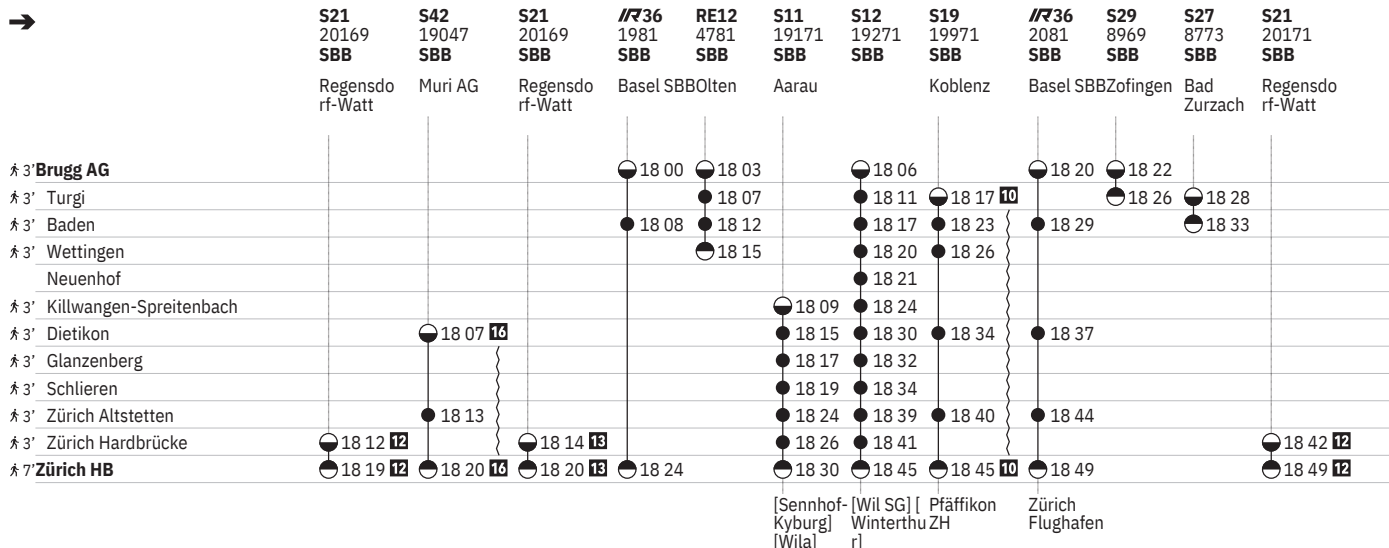 S21 S42 S21 IR36 RE12 S11 S12 S19 IR36 S29 S27 S21
20169 19047 20169 1981 4781 19171 19271 19971 2081 8969 8773 20171
SBB SBB SBB SBB SBB SBB SBB SBB SBB SBB SBB SBB
Regensdo Muri AG Regensdo Basel SBB Olten Aarau Koblenz Basel SBB Zofingen Bad Regensdo
rf-Watt rf-Watt Zurzach rf-Watt
3' Brugg AG 18 00 18 03 18 06 18 20 18 22
3' Turgi 18 07 18 11 18 17 10 18 26 18 28
3' Baden 18 08 18 12 18 17 18 23 18 29 18 33
3' Wettingen 18 15 18 20 18 26
Neuenhof 18 21
3' Killwangen-Spreitenbach 18 09 18 24
3' Dietikon 18 07 16 18 15 18 30 18 34 18 37
3' Glanzenberg 18 17 18 32
3' Schlieren 18 19 18 34
3' Zürich Altstetten 18 13 18 24 18 39 18 40 18 44
3' Zürich Hardbrücke 18 12 12 18 14 13 18 26 18 41 18 42 12
7' Zürich HB 18 19 12 18 20 16 18 20 13 18 24 18 30 18 45 18 45 10 18 49 18 49 12
[Sennhof- [Wil SG] [ Pfäffikon Zürich
Kyburg] Winterthu ZH Flughafen
[Wila] r]